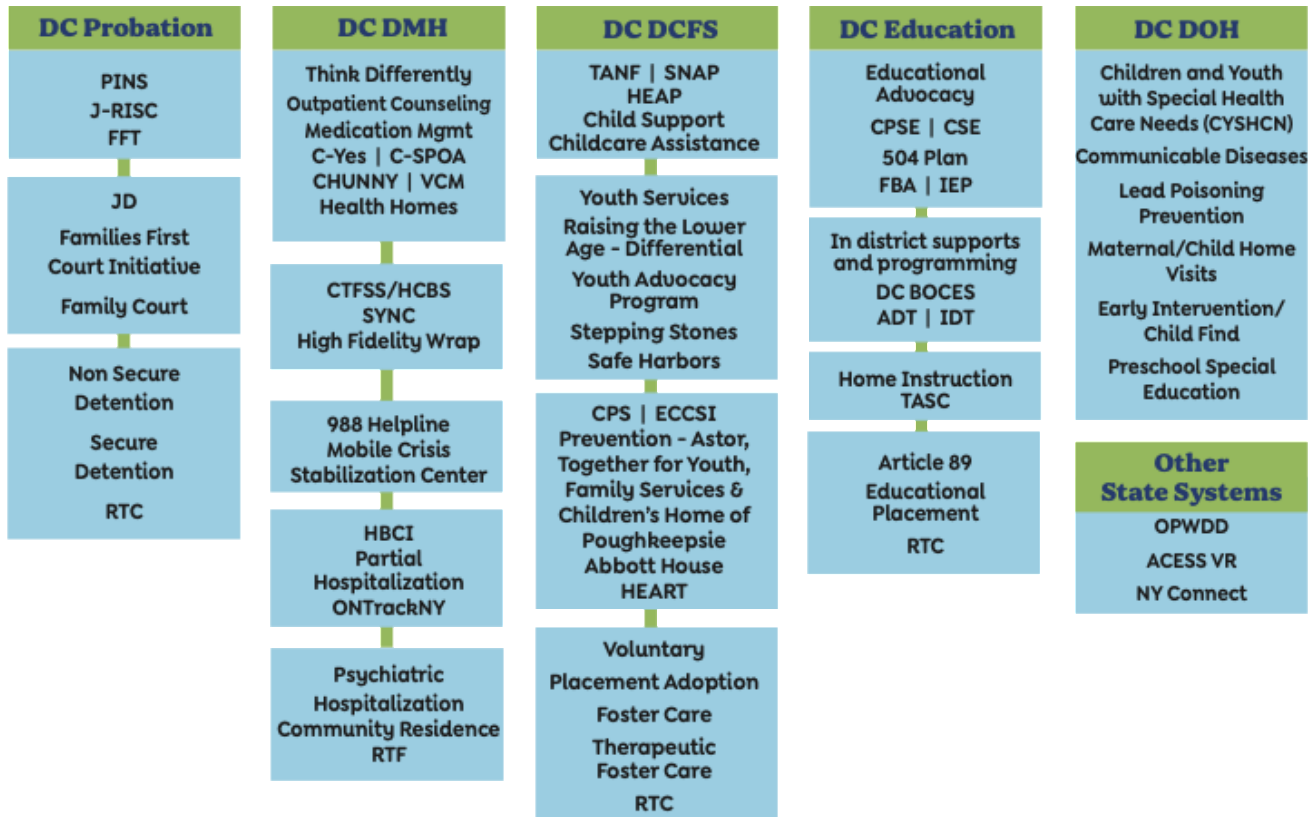 DC Probation
PINS
J-RISC
FFT
JD
Families First
Court Initiative
Family Court
Non Secure
Detention
Secure
Detention
RTC
DC DMH
Think Differently
Outpatient Counseling
Medication Mgmt
C-Yes | C-SPOA
CHUNNY | VCM
Health Homes
CTFSS/HCBS
SYNC
High Fidelity Wrap
988 Helpline
Mobile Crisis
Stabilization Center
HBCI
Partial
Hospitalization
ONTrackNY
Psychiatric
Hospitalization
Community Residence
RTF
DC DCFS
TANF | SNAP
HEAP
Child Support
Childcare Assistance
Youth Services
Raising the Lower
Age - Differential
Youth Advocacy
Program
Stepping Stones
Safe Harbors
CPS | ECCSI
Prevention - Astor,
Together for Youth,
Family Services &
Children's Home of
Poughkeepsie
Abbott House
HEART
Voluntary
Placement Adoption
Foster Care
Therapeutic
Foster Care
RTC
DC Education
Educational
Advocacy
CPSE | CSE
504 Plan
FBA | IEP
In district supports
and programming
DC BOCES
ADT | IDT
Home Instruction
TASC
Article 89
Educational
Placement
RTC
DC DOH
Children and Youth
with Special Health
Care Needs (CYSHCN)
Communicable Diseases
Lead Poisoning
Prevention
Maternal/Child Home
Visits
Early Intervention/
Child Find
Preschool Special
Education
Other
State Systems
OPWDD
ACESS VR
NY Connect